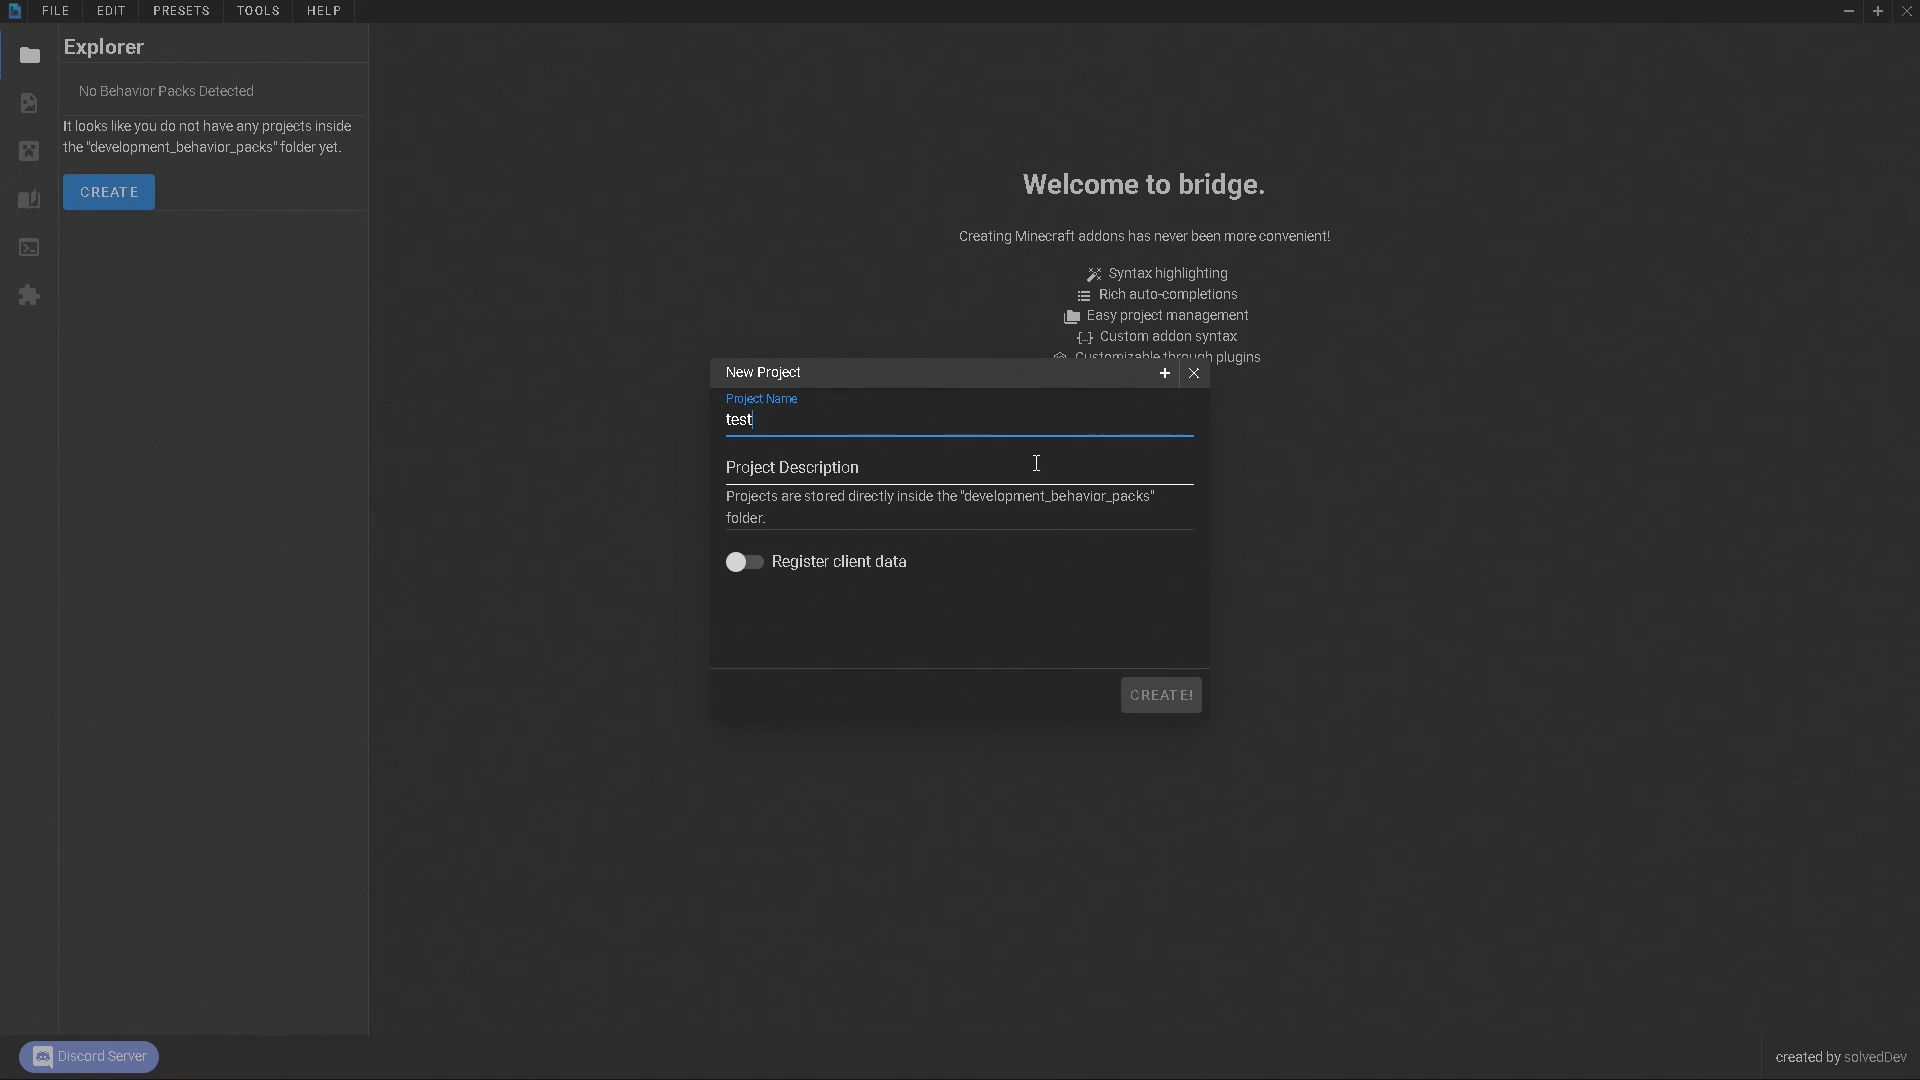 FILE EDIT PRESETS TOOLS HELP
Explorer
No Behavior Packs Detected
It looks like you do not have any projects inside
the "development_behavior_packs" folder yet.
CREATE
Welcome to bridge.
Creating Minecraft addons has never been more convenient!
Syntax highlighting
Rich auto-completions
Easy project management
Custom addon syntax
Customizable through plugins
New Project
Project Name
test
Project Description
Projects are stored directly inside the "development_behavior_packs"
folder.
Register client data
CREATE!
Discord Server
created by solvedDev